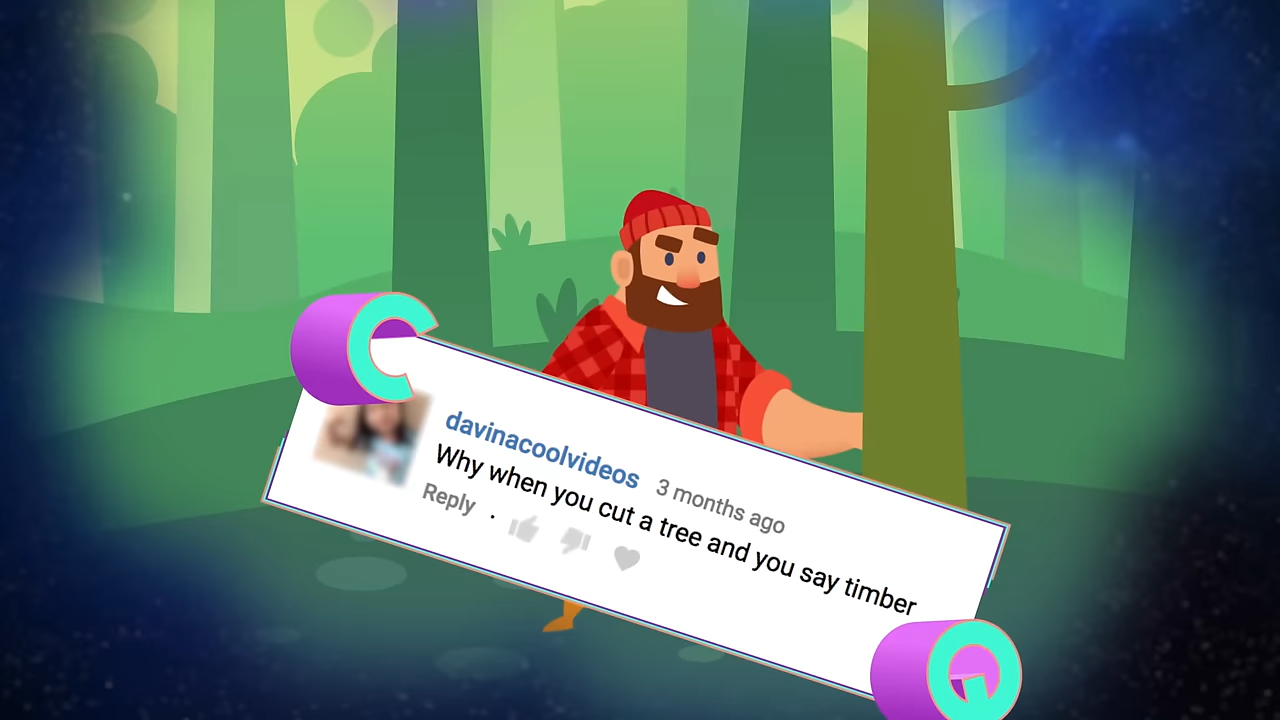 C
davinacoolvideos 3 months ago
Why when you cut a tree and you say timber
Reply ·
Q